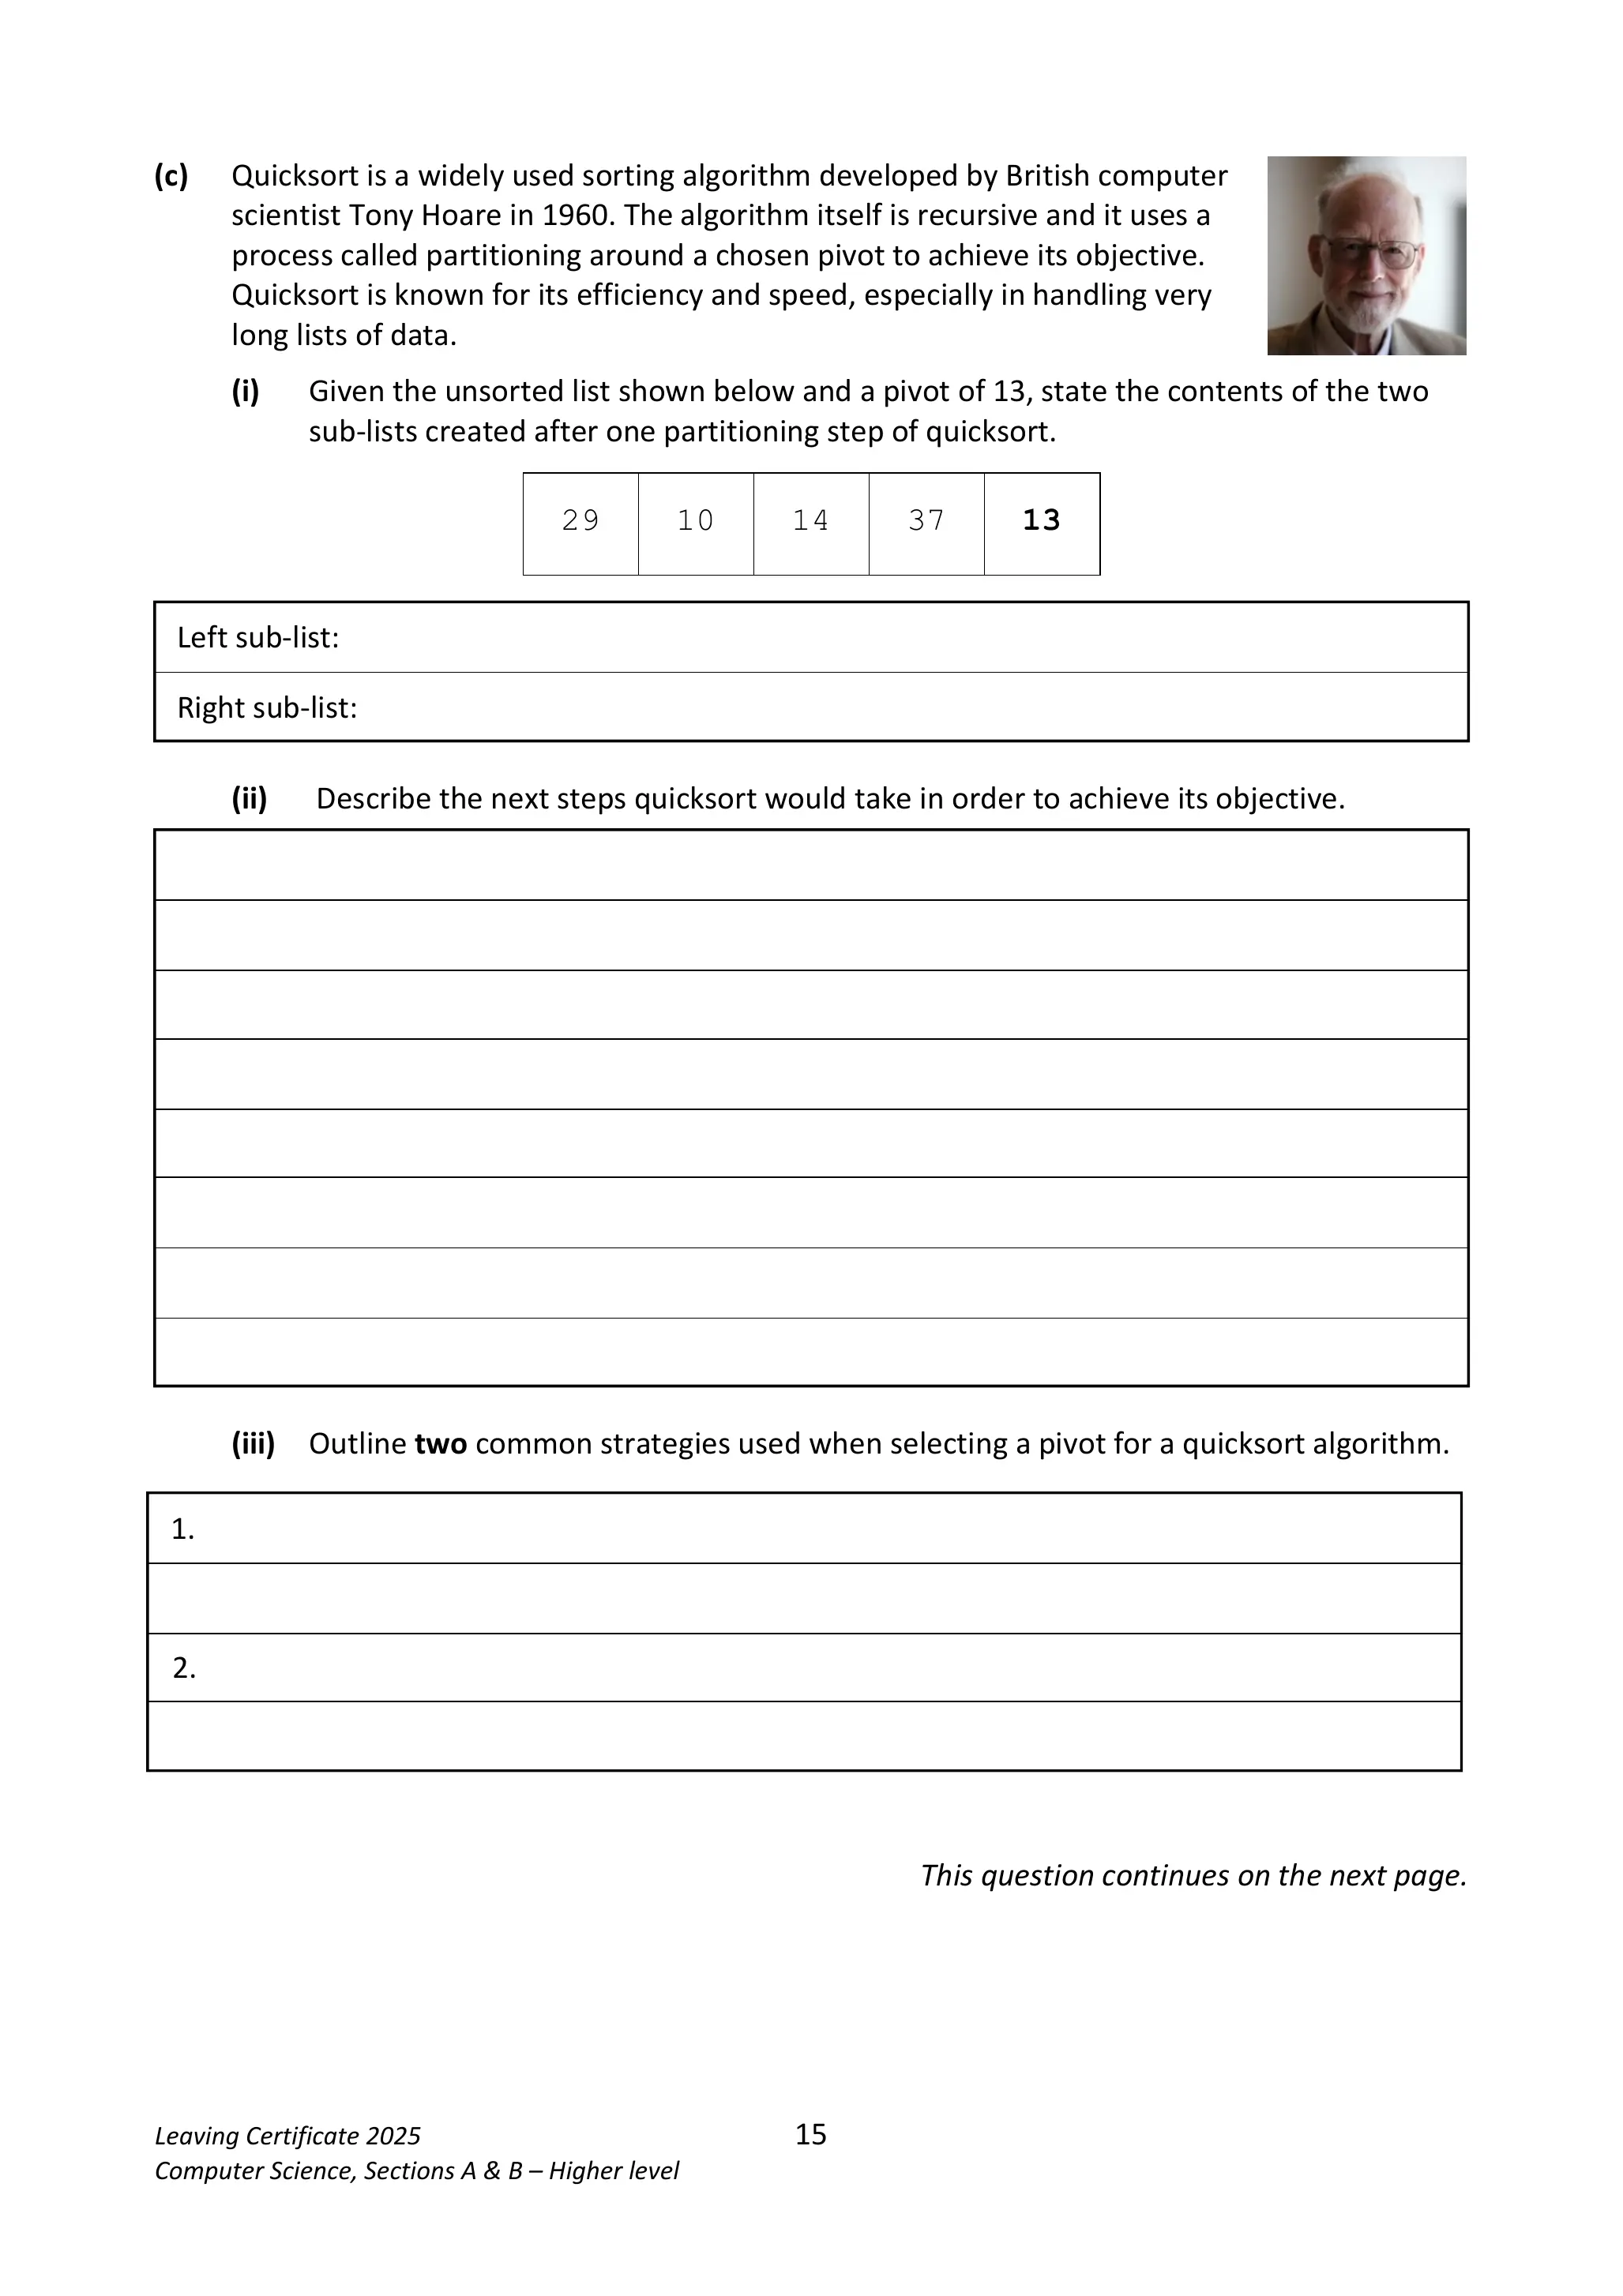 (c) Quicksort is a widely used sorting algorithm developed by British computer
scientist Tony Hoare in 1960. The algorithm itself is recursive and it uses a
process called partitioning around a chosen pivot to achieve its objective.
Quicksort is known for its efficiency and speed, especially in handling very
long lists of data.
(i) Given the unsorted list shown below and a pivot of 13, state the contents of the two
sub-lists created after one partitioning step of quicksort.
29 10 14 37 13
Left sub-list:
Right sub-list:
(ii) Describe the next steps quicksort would take in order to achieve its objective.
(iii) Outline two common strategies used when selecting a pivot for a quicksort algorithm.
1.
2.
This question continues on the next page.
Leaving Certificate 2025 15
Computer Science, Sections A & B – Higher level